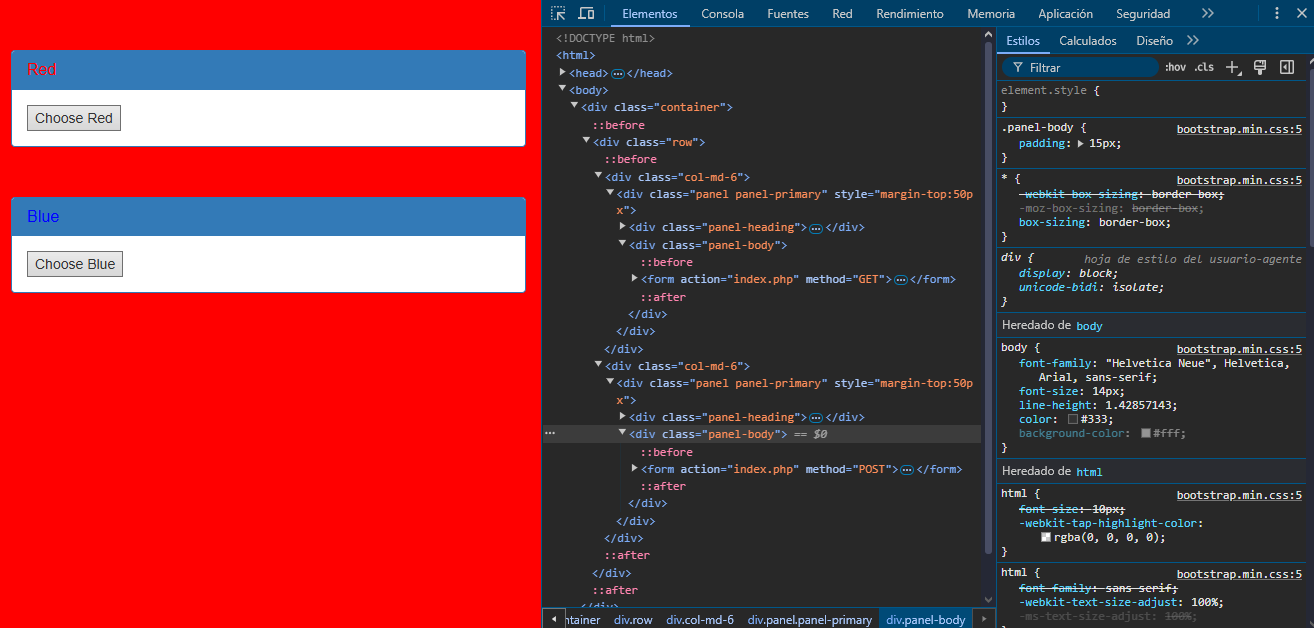 Red
Choose Red
Blue
Choose Blue
Elementos Consola Fuentes Red Rendimiento Memoria Aplicación Seguridad
<!DOCTYPE html>
<html>
<head> ⋯ </head>
<body>
<div class="container">
::before
<div class="row">
::before
<div class="col-md-6">
<div class="panel panel-primary" style="margin-top:50p
x">
<div class="panel-heading"> ⋯ </div>
<div class="panel-body">
::before
<form action="index.php" method="GET"> ⋯ </form>
::after
</div>
</div>
</div>
<div class="col-md-6">
<div class="panel panel-primary" style="margin-top:50p
x">
<div class="panel-heading"> ⋯ </div>
<div class="panel-body"> == $0
::before
<form action="index.php" method="POST"> ⋯ </form>
::after
</div>
</div>
</div>
::after
</div>
::after
</div>
ntainer div.row div.col-md-6 div.panel.panel-primary div.panel-body
Estilos Calculados Diseño
Filtrar :hov .cls
element.style {
}
.panel-body { bootstrap.min.css:5
padding: 15px;
}
* { bootstrap.min.css:5
-webkit-box-sizing: border-box;
-moz-box-sizing: border-box;
box-sizing: border-box;
}
div { hoja de estilo del usuario-agente
display: block;
unicode-bidi: isolate;
}
Heredado de body
body { bootstrap.min.css:5
font-family: "Helvetica Neue", Helvetica,
Arial, sans-serif;
font-size: 14px;
line-height: 1.42857143;
color: #333;
background-color: #fff;
}
Heredado de html
html { bootstrap.min.css:5
font-size: 10px;
-webkit-tap-highlight-color:
rgba(0, 0, 0, 0);
}
html { bootstrap.min.css:5
font-family: sans-serif;
-webkit-text-size-adjust: 100%;
-ms-text-size-adjust: 100%;